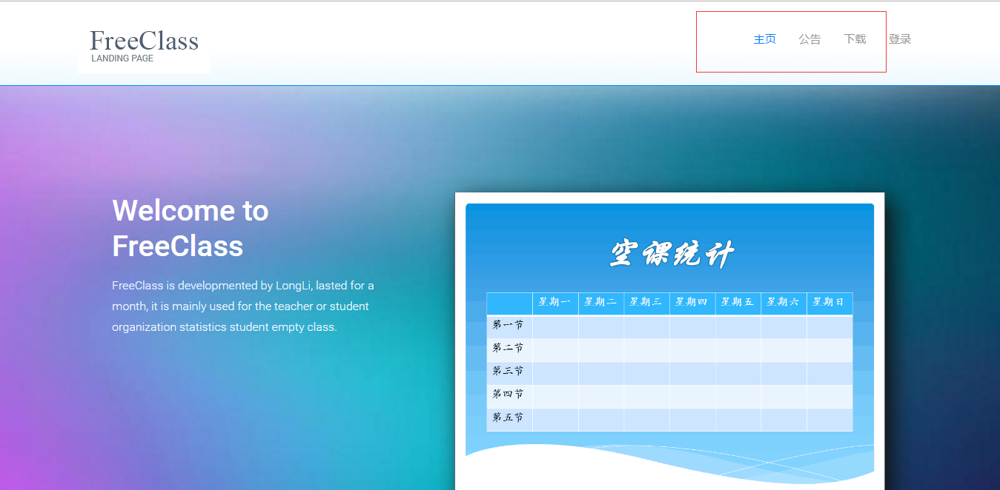 FreeClass
LANDING PAGE
主页 公告 下载 登录
Welcome to
FreeClass
FreeClass is developmented by LongLi, lasted for a
month, it is mainly used for the teacher or student
organization statistics student empty class.
空课统计
星期一 星期二 星期三 星期四 星期五 星期六 星期日
第一节
第二节
第三节
第四节
第五节